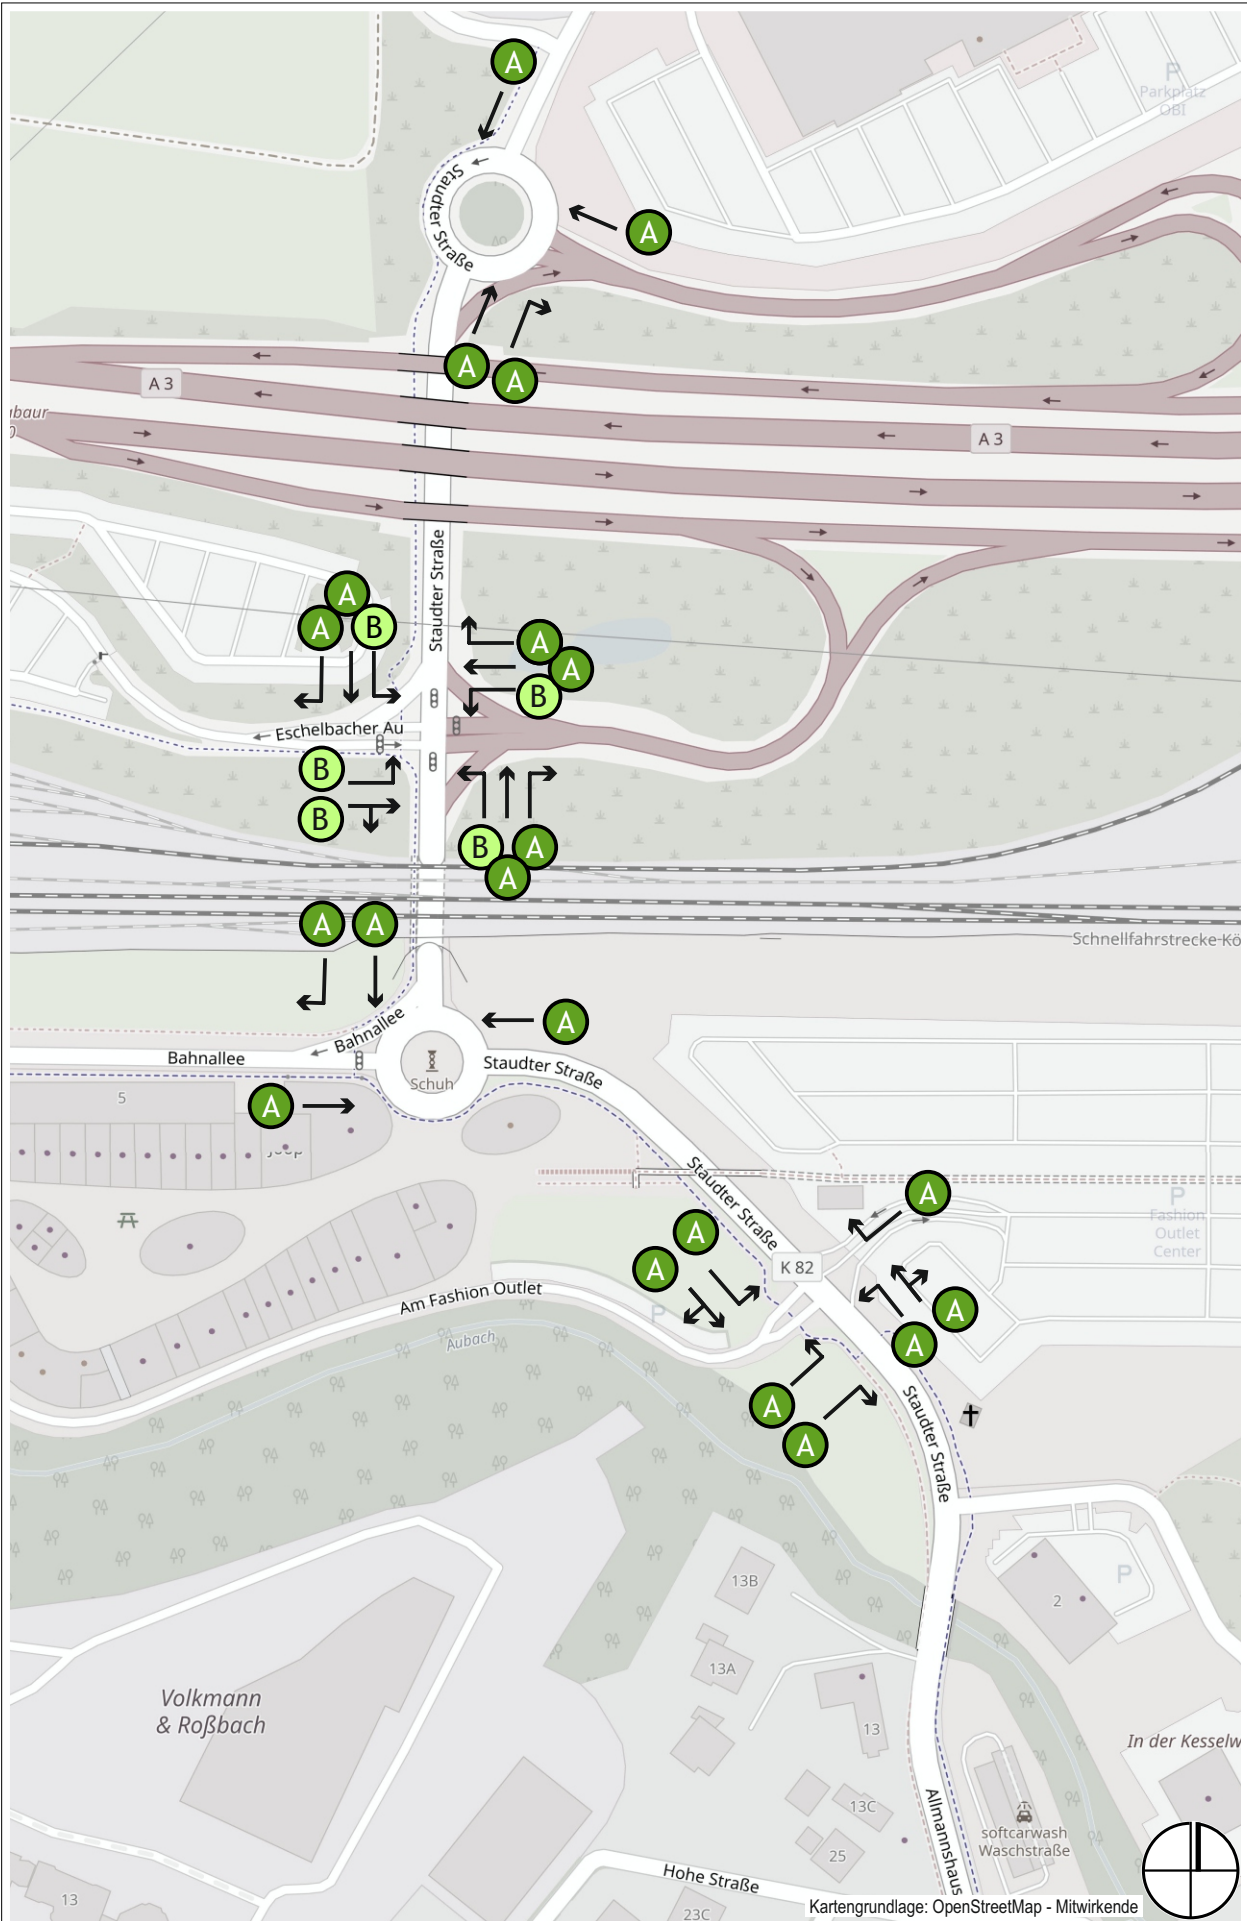 A
P
Parkplatz
OBI
Staudter Straße
A
A
A
A 3
A 3
Staudter Straße
A
A
B
A
A
B
Eschelbacher Au
B
B
B
A
A
A
A
Schnellfahrstrecke Kö
A
Bahnallee
Bahnallee
Staudter Straße
Schuh
5
A
Staudter Straße
A
P
Fashion
Outlet
Center
A
A
K 82
Am Fashion Outlet
P
Aubach
A
A
A
A
Staudter Straße
13B
2
P
13A
Volkmann
& Roßbach
13
In der Kesselw
Allmannshaus
13C
softcarwash
Waschstraße
25
Hohe Straße
13
23C
Kartengrundlage: OpenStreetMap - Mitwirkende